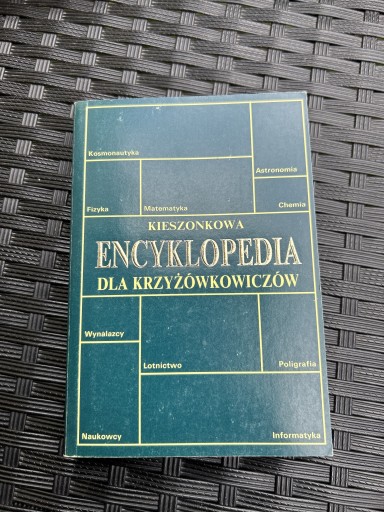 Kosmonautyka
Astronomia
Fizyka
Matematyka
Chemia
KIESZONKOWA
ENCYKLOPEDIA
DLA KRZYŻÓWKOWICZÓW
Wynalazcy
Lotnictwo
Poligrafia
Naukowcy
Informatyka